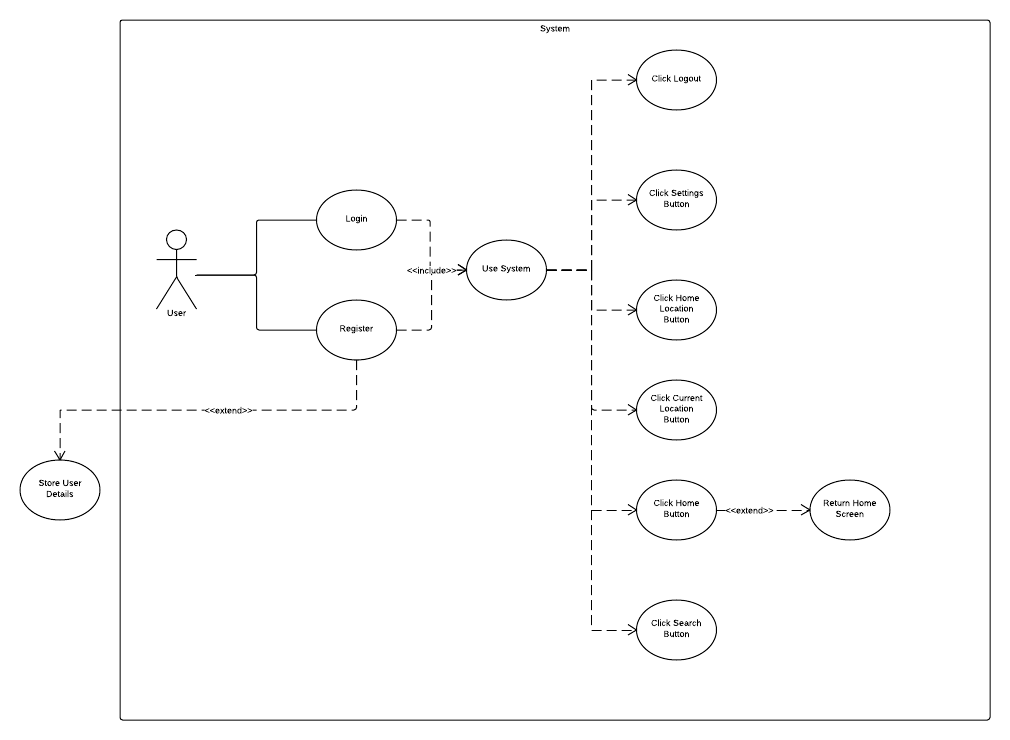 System
Click Logout
Click Settings
Button
Login
<<include>>
Use System
User
Register
Click Home
Location
Button
<<extend>>
Click Current
Location
Button
Store User
Details
Click Home
Button
<<extend>>
Return Home
Screen
Click Search
Button